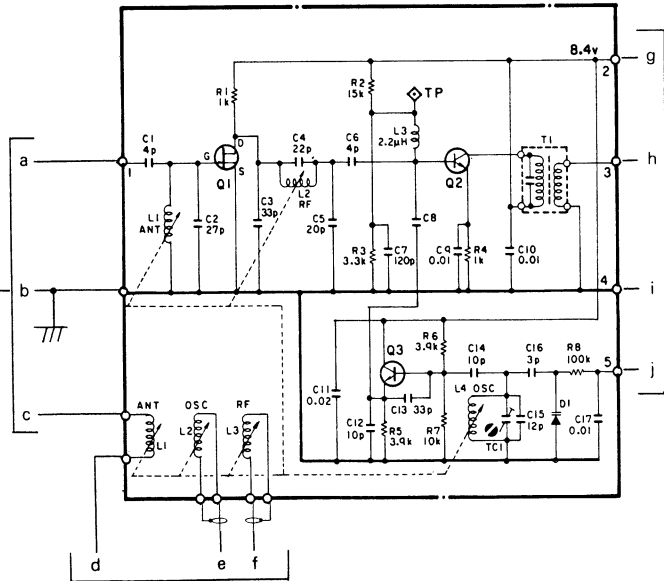 8.4v
g
2
R1
1k
R2
15k
TP
C1
4p
D
G
S
Q1
C4
22p
C6
4p
L3
2.2μH
Q2
T1
a
1
3
h
L1
ANT
C2
27p
C3
33p
L2
RF
C5
20p
R3
3.3k
C7
120p
C8
C9
0.01
R4
1k
C10
0.01
b
4
i
Q3
R6
3.9k
C14
10p
C16
3p
R8
100k
5
j
C11
0.02
C12
10p
C13 33p
R5
3.9k
R7
10k
L4 OSC
TC1
C15
12p
D1
C17
0.01
c
ANT
L1
OSC
L2
RF
L3
d
e
f